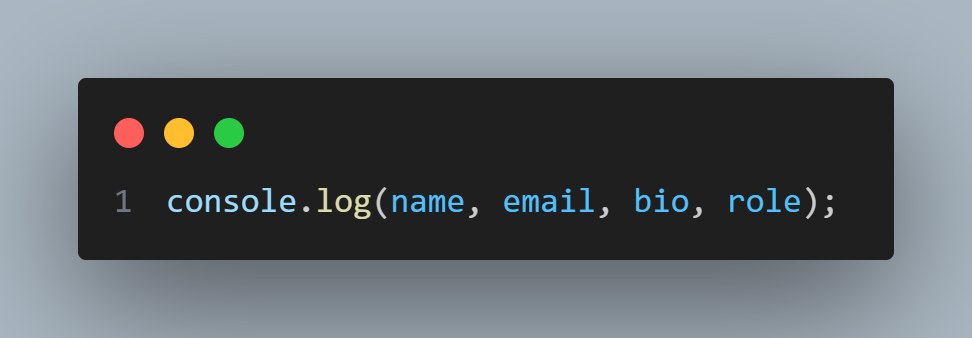 1 console.log(name, email, bio, role);